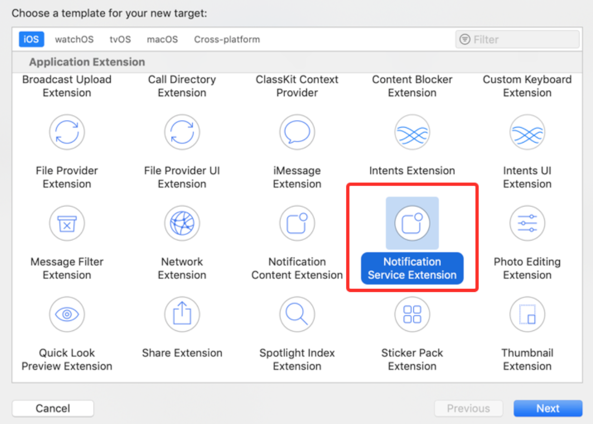 Choose a template for your new target:
iOS watchOS tvOS macOS Cross-platform Filter
Application Extension
Broadcast Upload Extension
Call Directory Extension
ClassKit Context Provider
Content Blocker Extension
Custom Keyboard Extension
File Provider Extension
File Provider UI Extension
iMessage Extension
Intents Extension
Intents UI Extension
Message Filter Extension
Network Extension
Notification Content Extension
Notification Service Extension
Photo Editing Extension
Quick Look Preview Extension
Share Extension
Spotlight Index Extension
Sticker Pack Extension
Thumbnail Extension
Cancel Previous Next